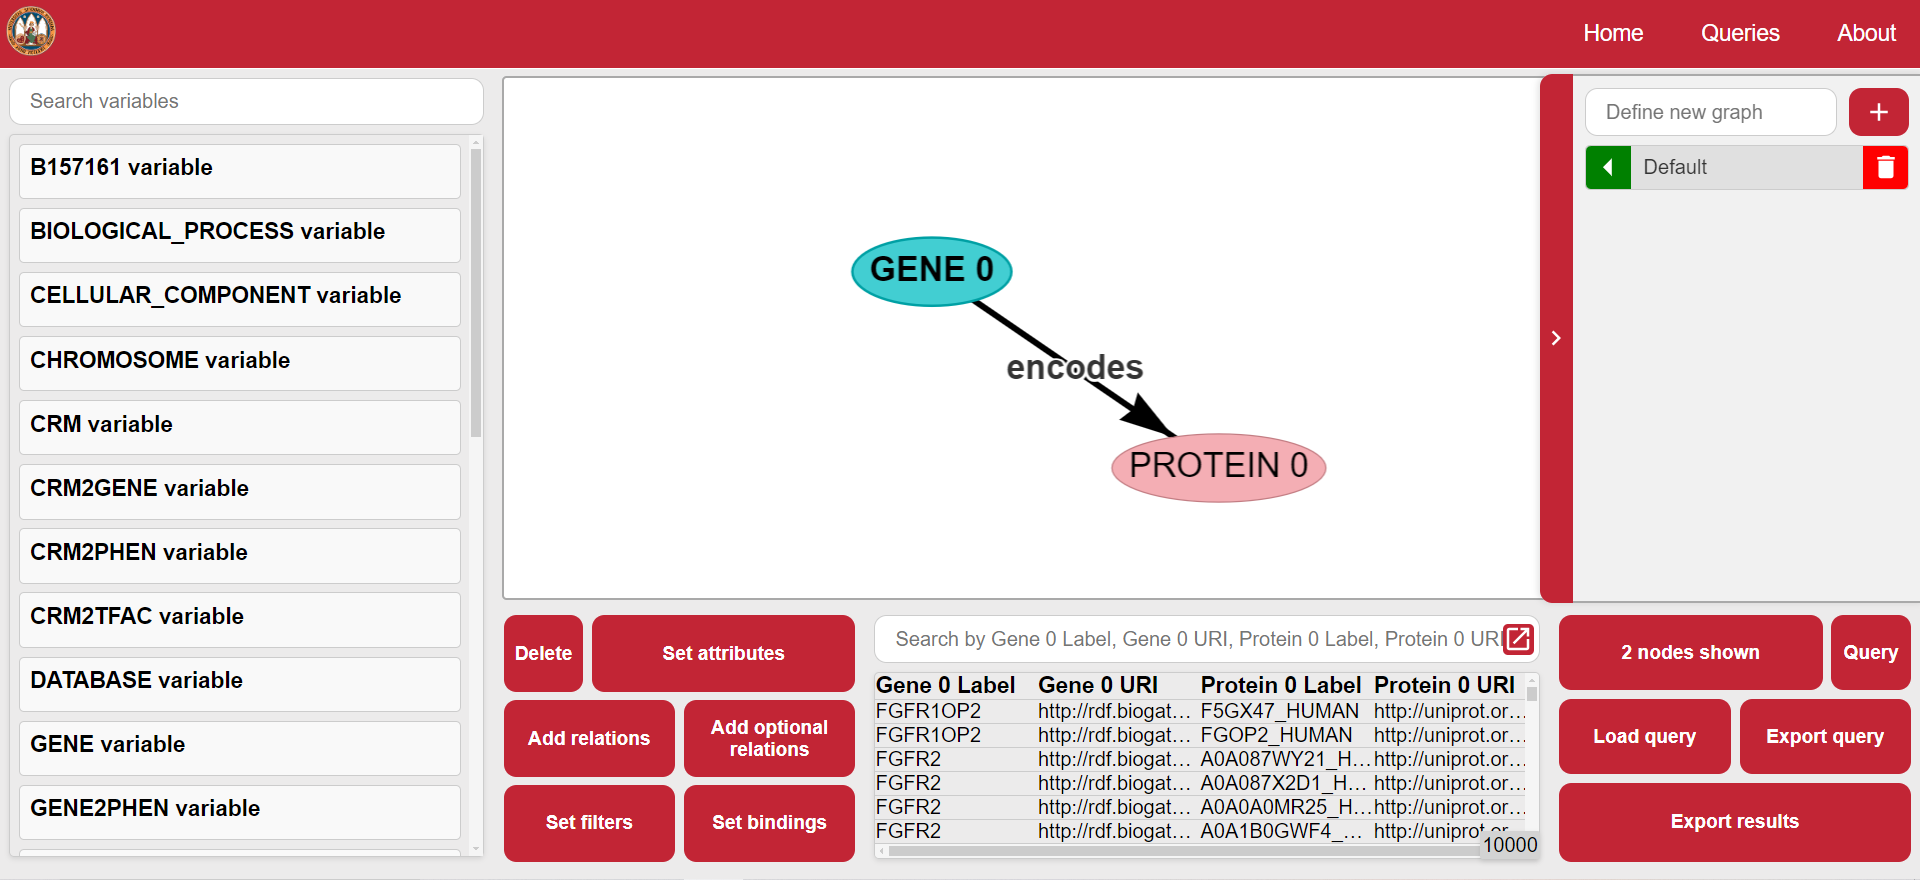 Home Queries About
Search variables
B157161 variable
BIOLOGICAL_PROCESS variable
CELLULAR_COMPONENT variable
CHROMOSOME variable
CRM variable
CRM2GENE variable
CRM2PHEN variable
CRM2TFAC variable
DATABASE variable
GENE variable
GENE2PHEN variable
GENE 0
encodes
PROTEIN 0
Define new graph
Default
Delete
Set attributes
Add relations
Add optional
relations
Set filters
Set bindings
Search by Gene 0 Label, Gene 0 URI, Protein 0 Label, Protein 0 URI
Gene 0 Label Gene 0 URI Protein 0 Label Protein 0 URI
FGFR1OP2 http://rdf.biogat... F5GX47_HUMAN http://uniprot.or...
FGFR1OP2 http://rdf.biogat... FGOP2_HUMAN http://uniprot.or...
FGFR2 http://rdf.biogat... A0A087WY21_H... http://uniprot.or...
FGFR2 http://rdf.biogat... A0A087X2D1_H... http://uniprot.or...
FGFR2 http://rdf.biogat... A0A0A0MR25_H... http://uniprot.or...
FGFR2 http://rdf.biogat... A0A1B0GWF4_... http://uniprot.or...
10000
2 nodes shown
Query
Load query
Export query
Export results